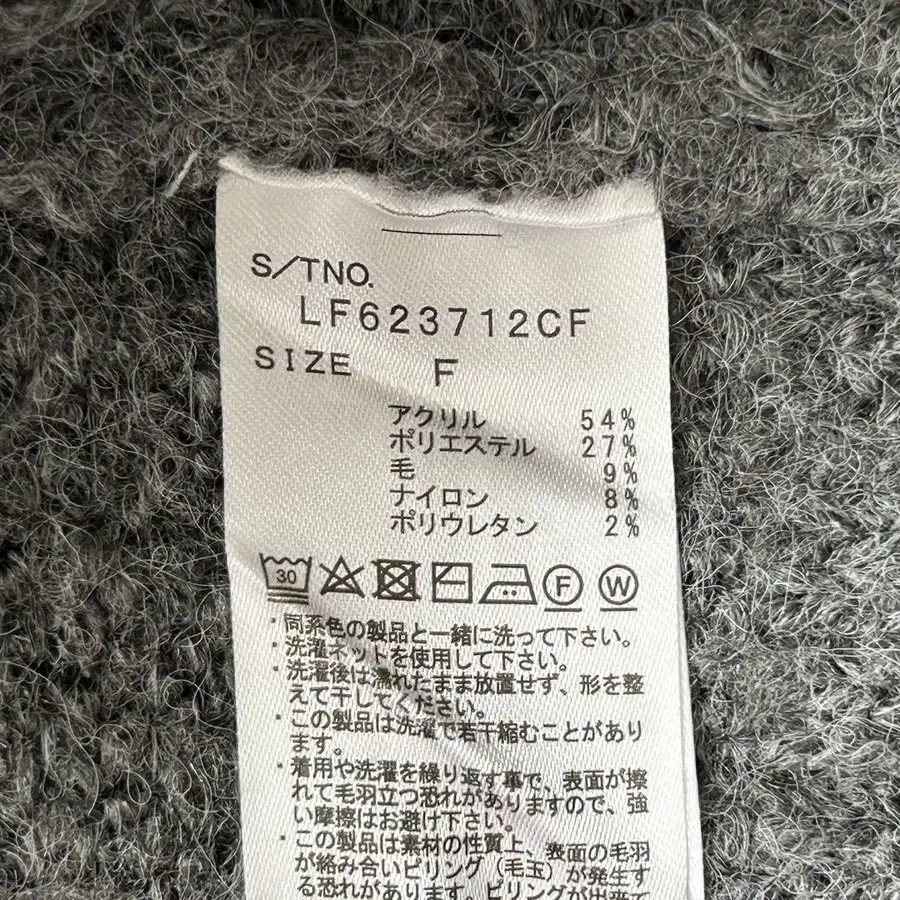 S/TNO.
LF623712CF
SIZE F
アクリル 54%
ポリエステル 27%
毛 9%
ナイロン 8%
ポリウレタン 2%
30 F W
・同系色の製品と一緒に洗って下さい。
・洗濯ネットを使用して下さい。
・洗濯後は濡れたまま放置せず、形を整
えて干してください。
・この製品は洗濯で若干縮むことがあり
ます。
・着用や洗濯を繰り返す事で、表面が擦
れて毛羽立つ恐れがありますので、強
い摩擦はお避け下さい。
・この製品は素材の性質上、表面の毛羽
が絡み合いピリング(毛玉)が発生す
る恐れがあります。ピリングが出来て